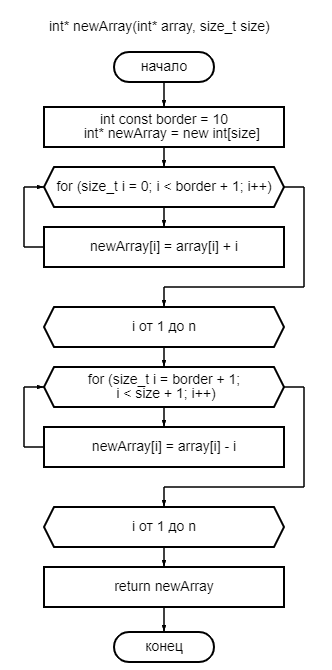 int* newArray(int* array, size_t size)
начало
int const border = 10
int* newArray = new int[size]
for (size_t i = 0; i < border + 1; i++)
newArray[i] = array[i] + i
i от 1 до n
for (size_t i = border + 1;
i < size + 1; i++)
newArray[i] = array[i] - i
i от 1 до n
return newArray
конец